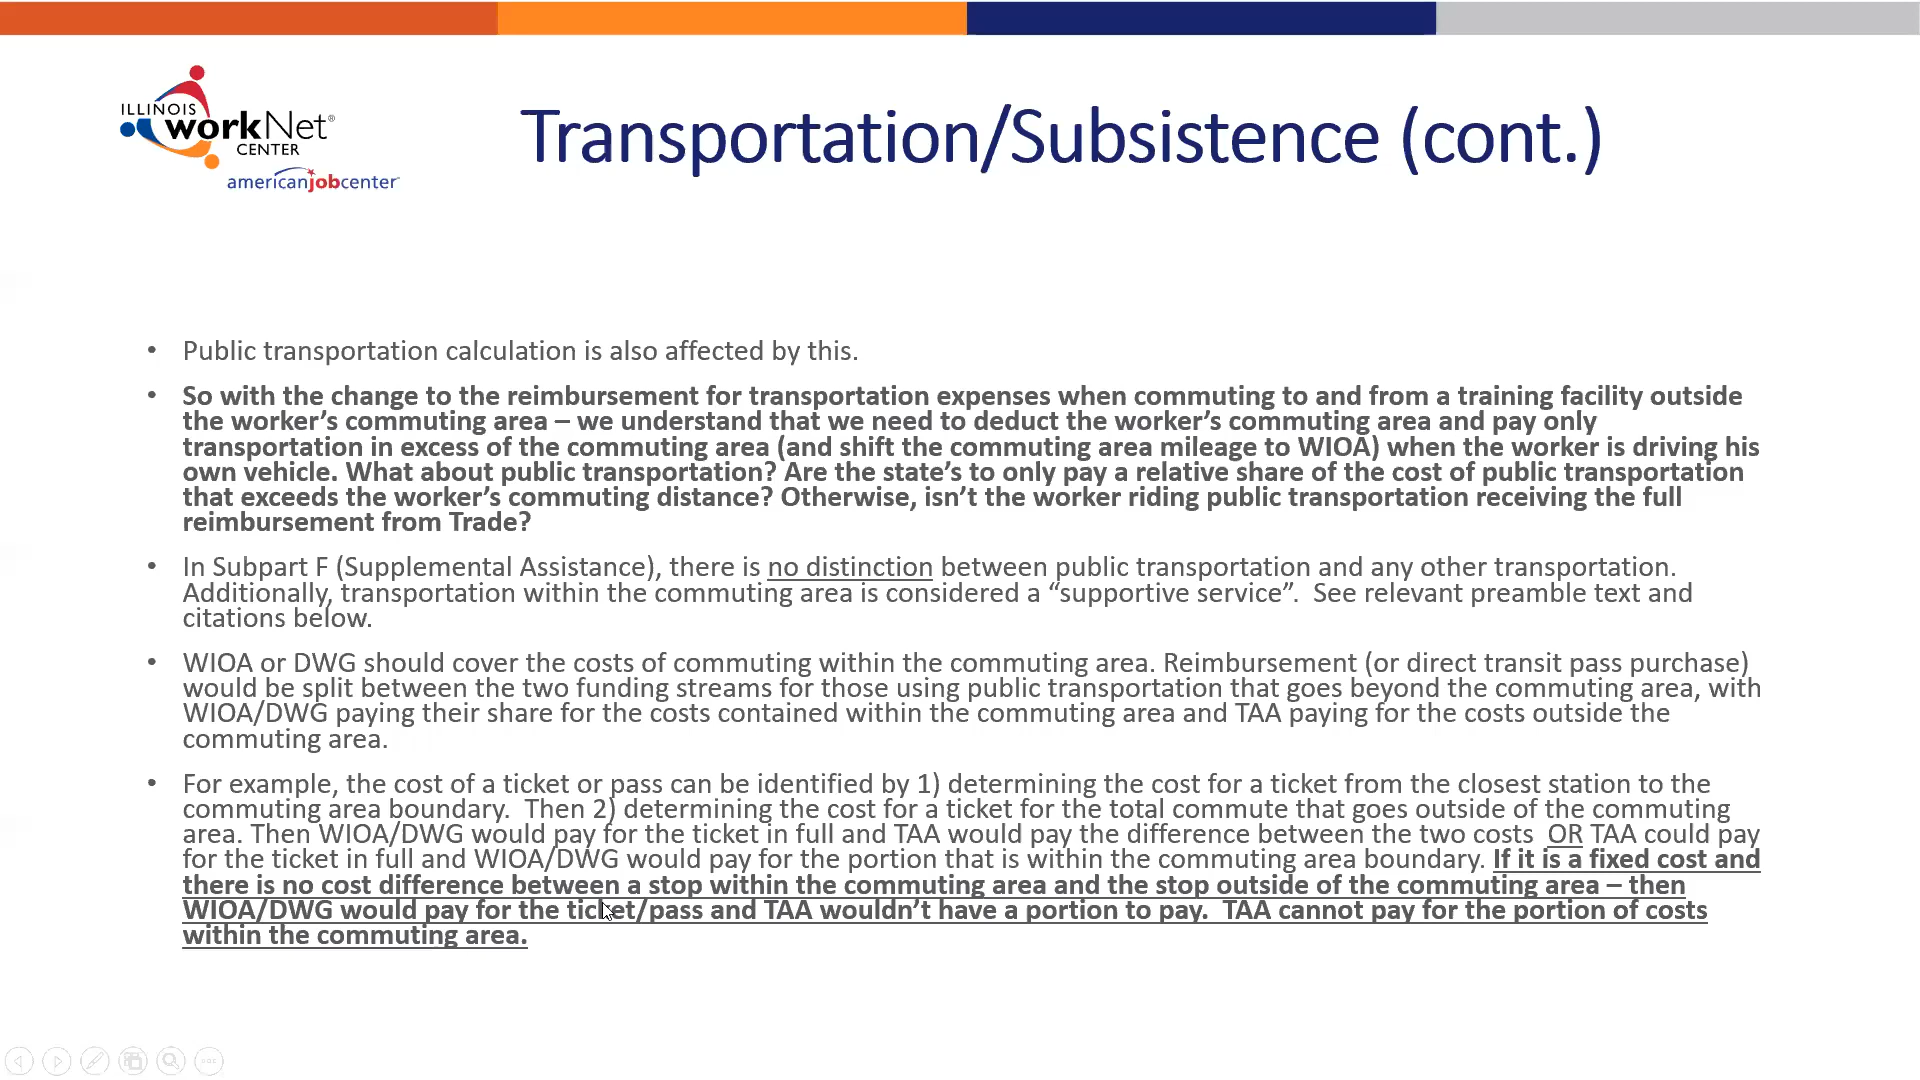 ILLINOIS
workNet®
CENTER
americanjobcenter™
Transportation/Subsistence (cont.)
• Public transportation calculation is also affected by this.
• So with the change to the reimbursement for transportation expenses when commuting to and from a training facility outside
the worker’s commuting area – we understand that we need to deduct the worker’s commuting area and pay only
transportation in excess of the commuting area (and shift the commuting area mileage to WIOA) when the worker is driving his
own vehicle. What about public transportation? Are the state’s to only pay a relative share of the cost of public transportation
that exceeds the worker’s commuting distance? Otherwise, isn’t the worker riding public transportation receiving the full
reimbursement from Trade?
• In Subpart F (Supplemental Assistance), there is no distinction between public transportation and any other transportation.
Additionally, transportation within the commuting area is considered a “supportive service”.  See relevant preamble text and
citations below.
• WIOA or DWG should cover the costs of commuting within the commuting area. Reimbursement (or direct transit pass purchase)
would be split between the two funding streams for those using public transportation that goes beyond the commuting area, with
WIOA/DWG paying their share for the costs contained within the commuting area and TAA paying for the costs outside the
commuting area.
• For example, the cost of a ticket or pass can be identified by 1) determining the cost for a ticket from the closest station to the
commuting area boundary.  Then 2) determining the cost for a ticket for the total commute that goes outside of the commuting
area. Then WIOA/DWG would pay for the ticket in full and TAA would pay the difference between the two costs  OR TAA could pay
for the ticket in full and WIOA/DWG would pay for the portion that is within the commuting area boundary. If it is a fixed cost and
there is no cost difference between a stop within the commuting area and the stop outside of the commuting area – then
WIOA/DWG would pay for the ticket/pass and TAA wouldn’t have a portion to pay.  TAA cannot pay for the portion of costs
within the commuting area.